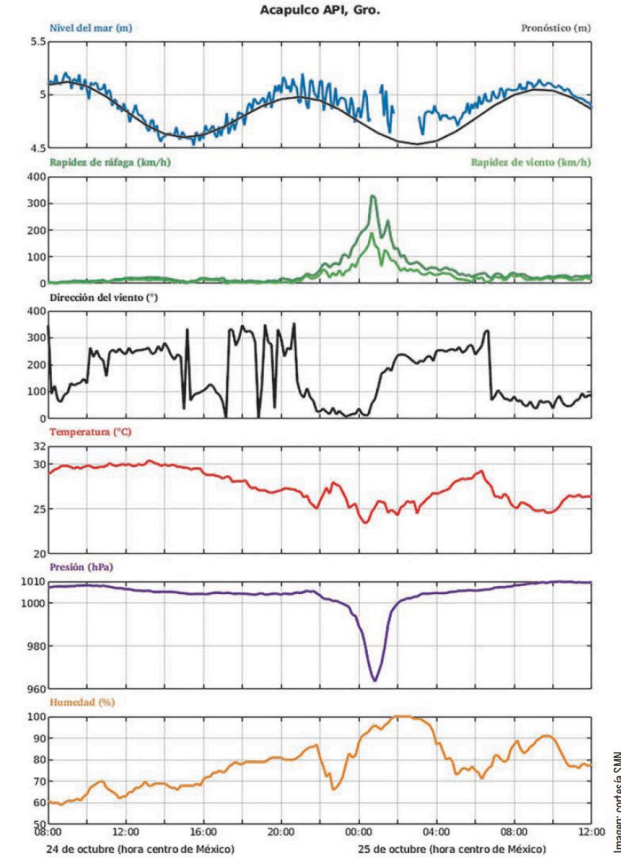 Acapulco API, Gro.
Nivel del mar (m) Pronóstico (m)
5.5
5
4.5
Rapidez de ráfaga (km/h) Rapidez de viento (km/h)
400
300
200
100
0
Dirección del viento (°)
400
300
200
100
0
Temperatura (°C)
32
30
25
20
Presión (hPa)
1010
1000
980
960
Humedad (%)
100
90
80
70
60
50
08:00 12:00 16:00 20:00 00:00 04:00 08:00 12:00
24 de octubre (hora centro de México) 25 de octubre (hora centro de México)
Imagen: cortesía SMN